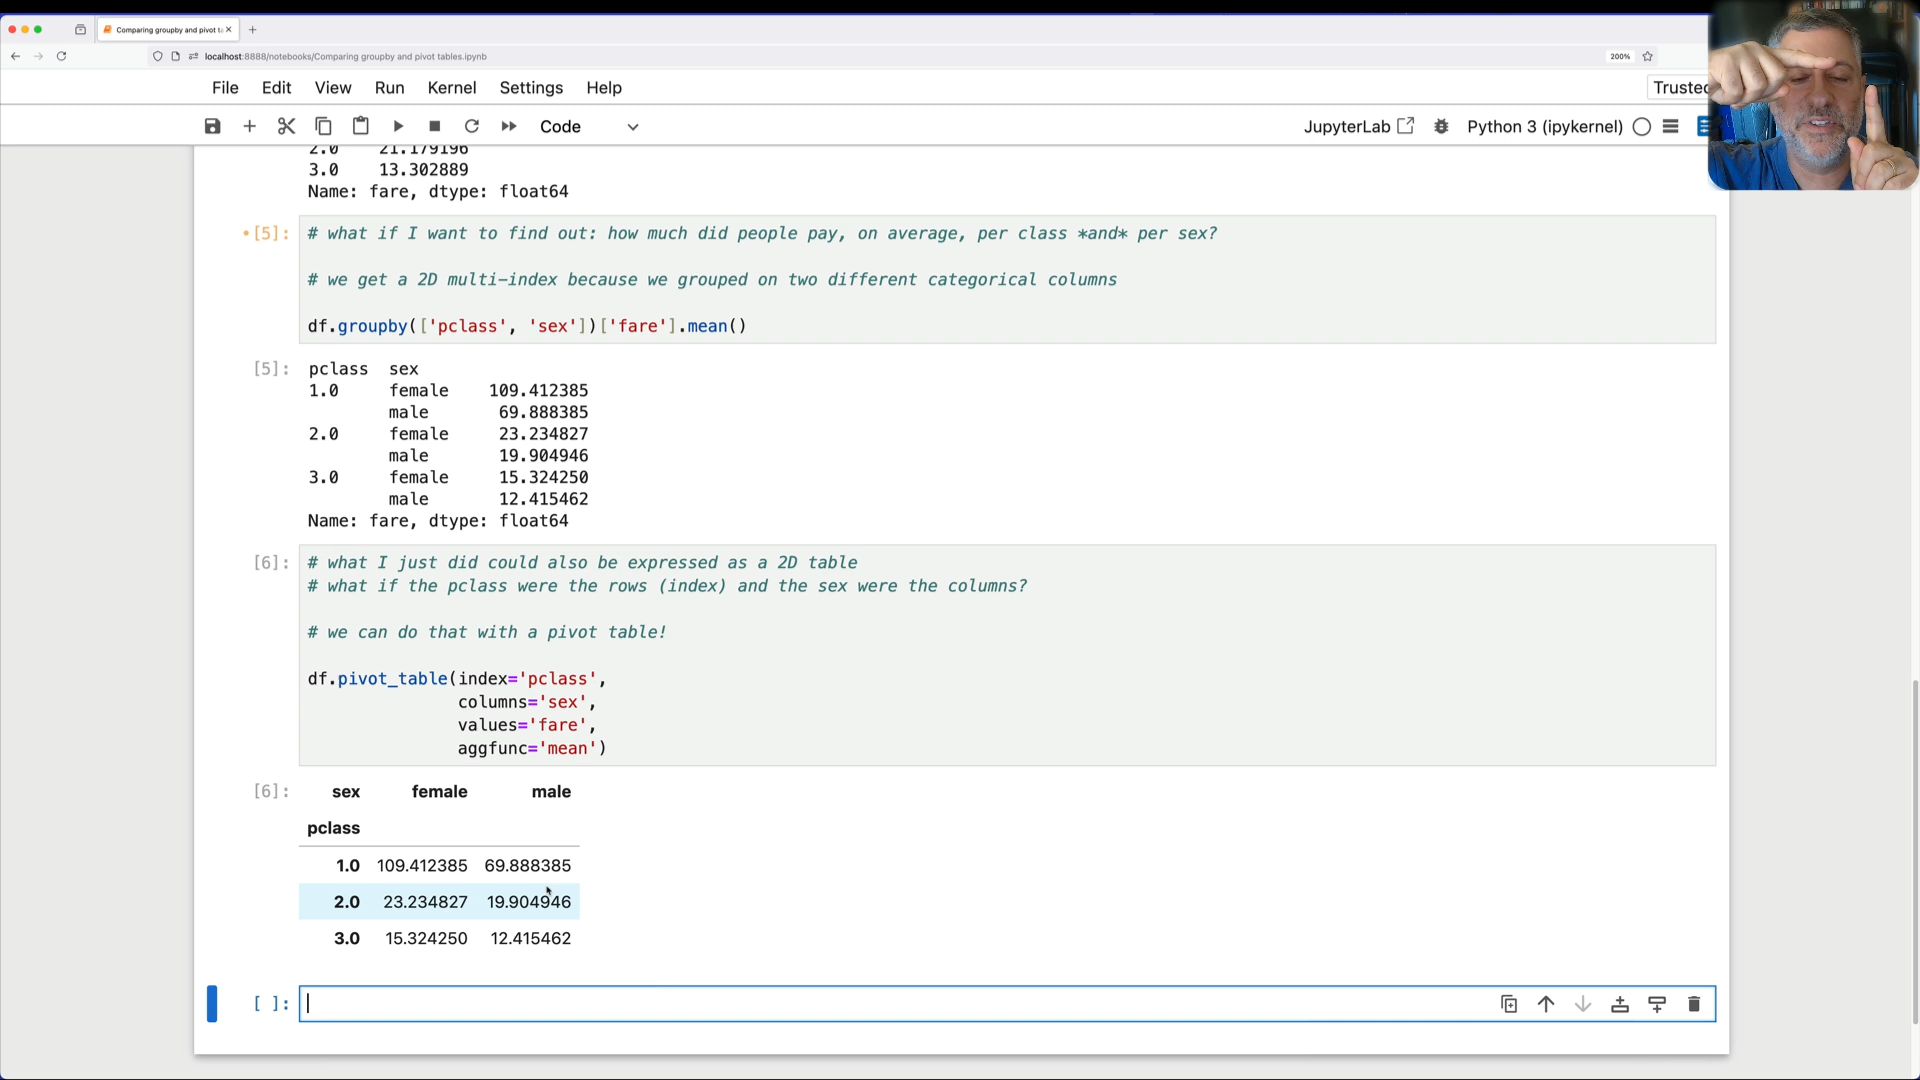 Comparing groupby and pivot ta
localhost:8888/notebooks/Comparing groupby and pivot tables.ipynb
200%
File Edit View Run Kernel Settings Help
Trusted
Code
JupyterLab
Python 3 (ipykernel)
2.0 21.179196
3.0 13.302889
Name: fare, dtype: float64
•[5]: # what if I want to find out: how much did people pay, on average, per class *and* per sex?
# we get a 2D multi-index because we grouped on two different categorical columns
df.groupby(['pclass', 'sex'])['fare'].mean()
[5]: pclass sex
1.0 female 109.412385
male 69.888385
2.0 female 23.234827
male 19.904946
3.0 female 15.324250
male 12.415462
Name: fare, dtype: float64
[6]: # what I just did could also be expressed as a 2D table
# what if the pclass were the rows (index) and the sex were the columns?
# we can do that with a pivot table!
df.pivot_table(index='pclass',
columns='sex',
values='fare',
aggfunc='mean')
[6]: sex female male
pclass
1.0 109.412385 69.888385
2.0 23.234827 19.904946
3.0 15.324250 12.415462
[ ]: